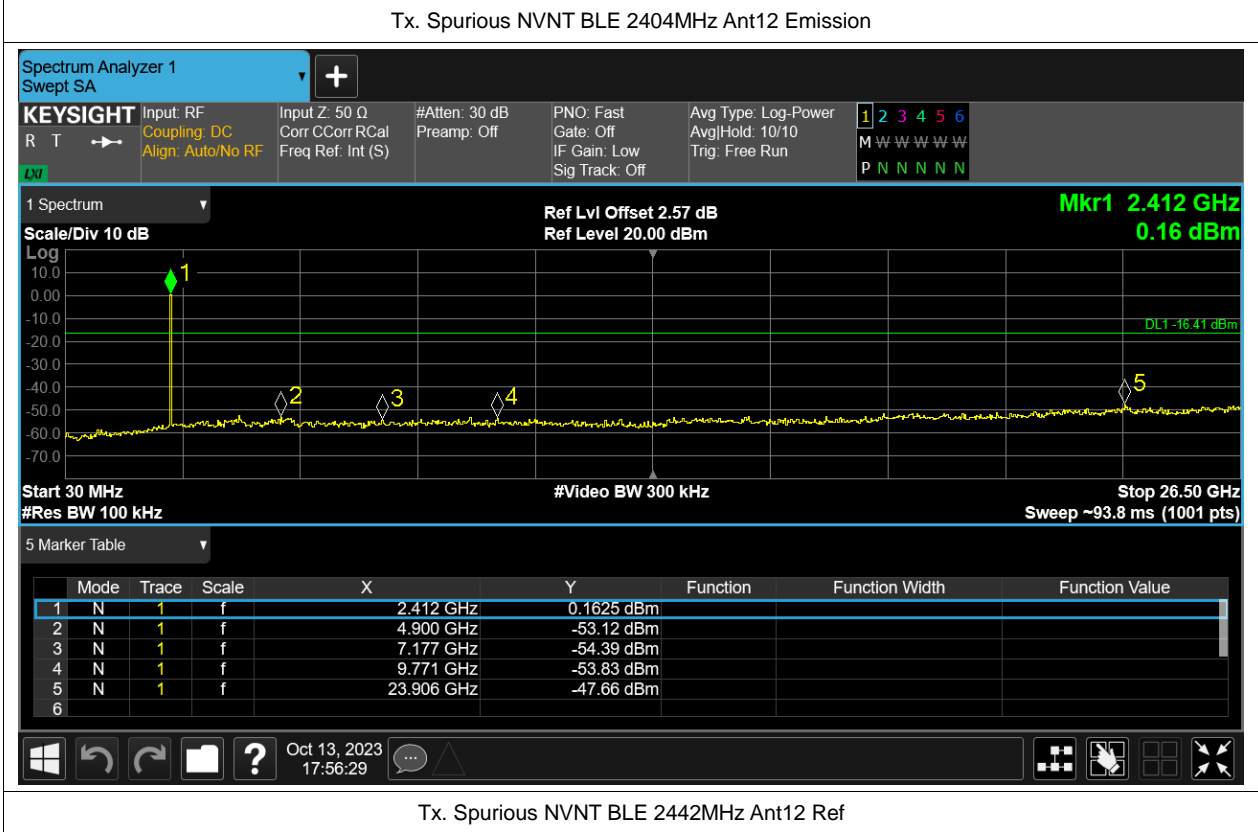 Tx. Spurious NVNT BLE 2404MHz Ant12 Emission
Spectrum Analyzer 1
Swept SA
KEYSIGHT Input: RF Input Z: 50 Ω #Atten: 30 dB PNO: Fast Avg Type: Log-Power 1 2 3 4 5 6
R T Coupling: DC Corr CCorr RCal Preamp: Off Gate: Off Avg|Hold: 10/10 M W W W W W
Align: Auto/No RF Freq Ref: Int (S) IF Gain: Low Trig: Free Run
LXI Sig Track: Off P N N N N N
1 Spectrum
Scale/Div 10 dB
Ref Lvl Offset 2.57 dB
Ref Level 20.00 dBm
Mkr1 2.412 GHz
0.16 dBm
Log
10.0
0.00
-10.0
-20.0
-30.0
-40.0
-50.0
-60.0
-70.0
1
2
3
4
5
DL1 -16.41 dBm
Start 30 MHz #Video BW 300 kHz Stop 26.50 GHz
#Res BW 100 kHz Sweep ~93.8 ms (1001 pts)
5 Marker Table
Mode Trace Scale X Y Function Function Width Function Value
1 N 1 f 2.412 GHz 0.1625 dBm
2 N 1 f 4.900 GHz -53.12 dBm
3 N 1 f 7.177 GHz -54.39 dBm
4 N 1 f 9.771 GHz -53.83 dBm
5 N 1 f 23.906 GHz -47.66 dBm
6
? Oct 13, 2023
17:56:29
Tx. Spurious NVNT BLE 2442MHz Ant12 Ref